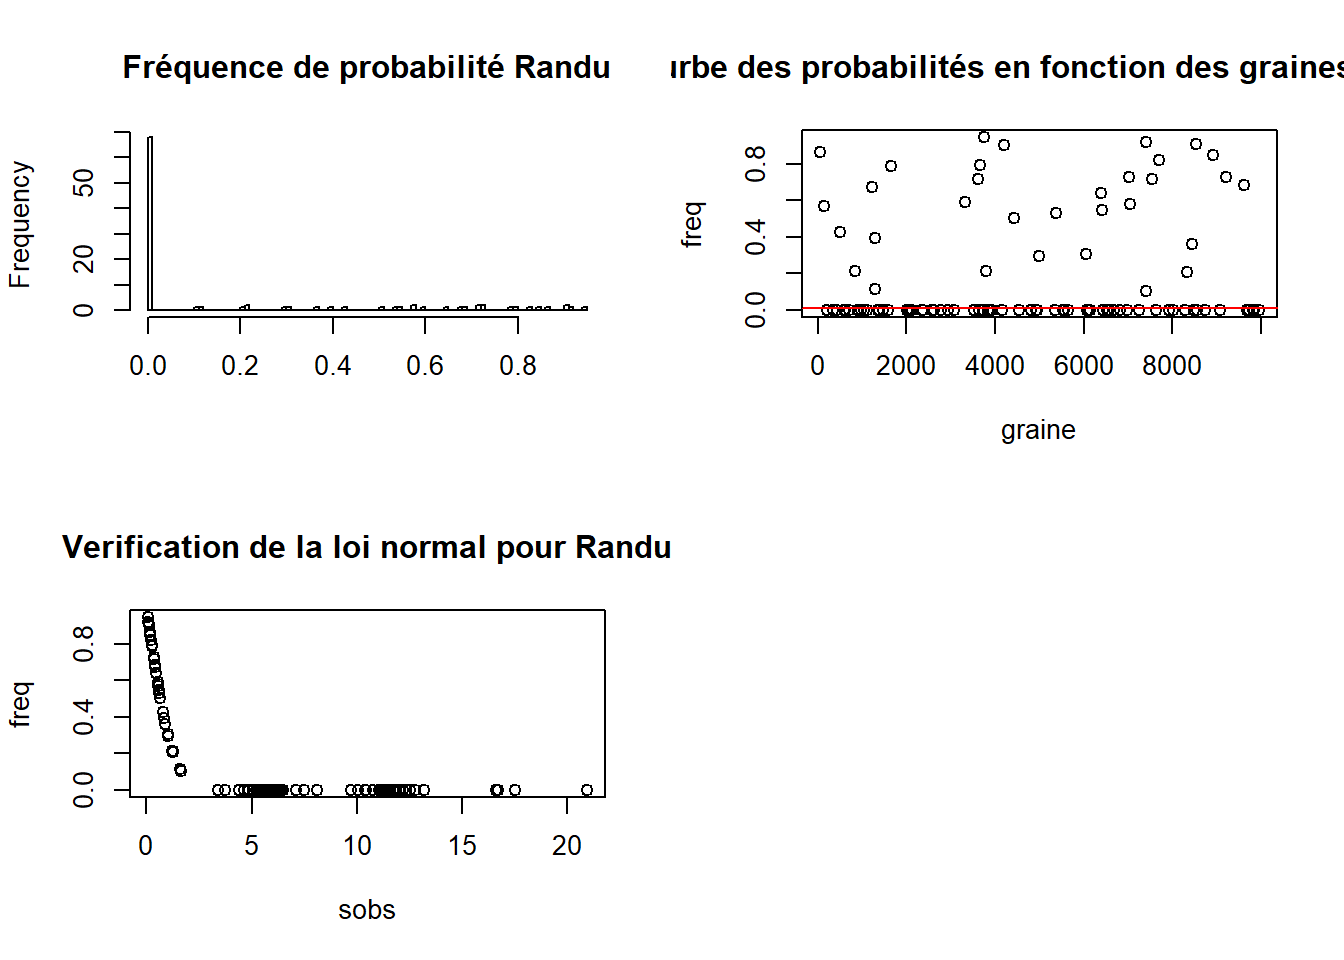 Fréquence de probabilité Randu
Frequency
0 20 50
0.0 0.2 0.4 0.6 0.8
urbe des probabilités en fonction des graines
freq
0.0 0.4 0.8
0 2000 4000 6000 8000
graine
Verification de la loi normal pour Randu
freq
0.0 0.4 0.8
0 5 10 15 20
sobs